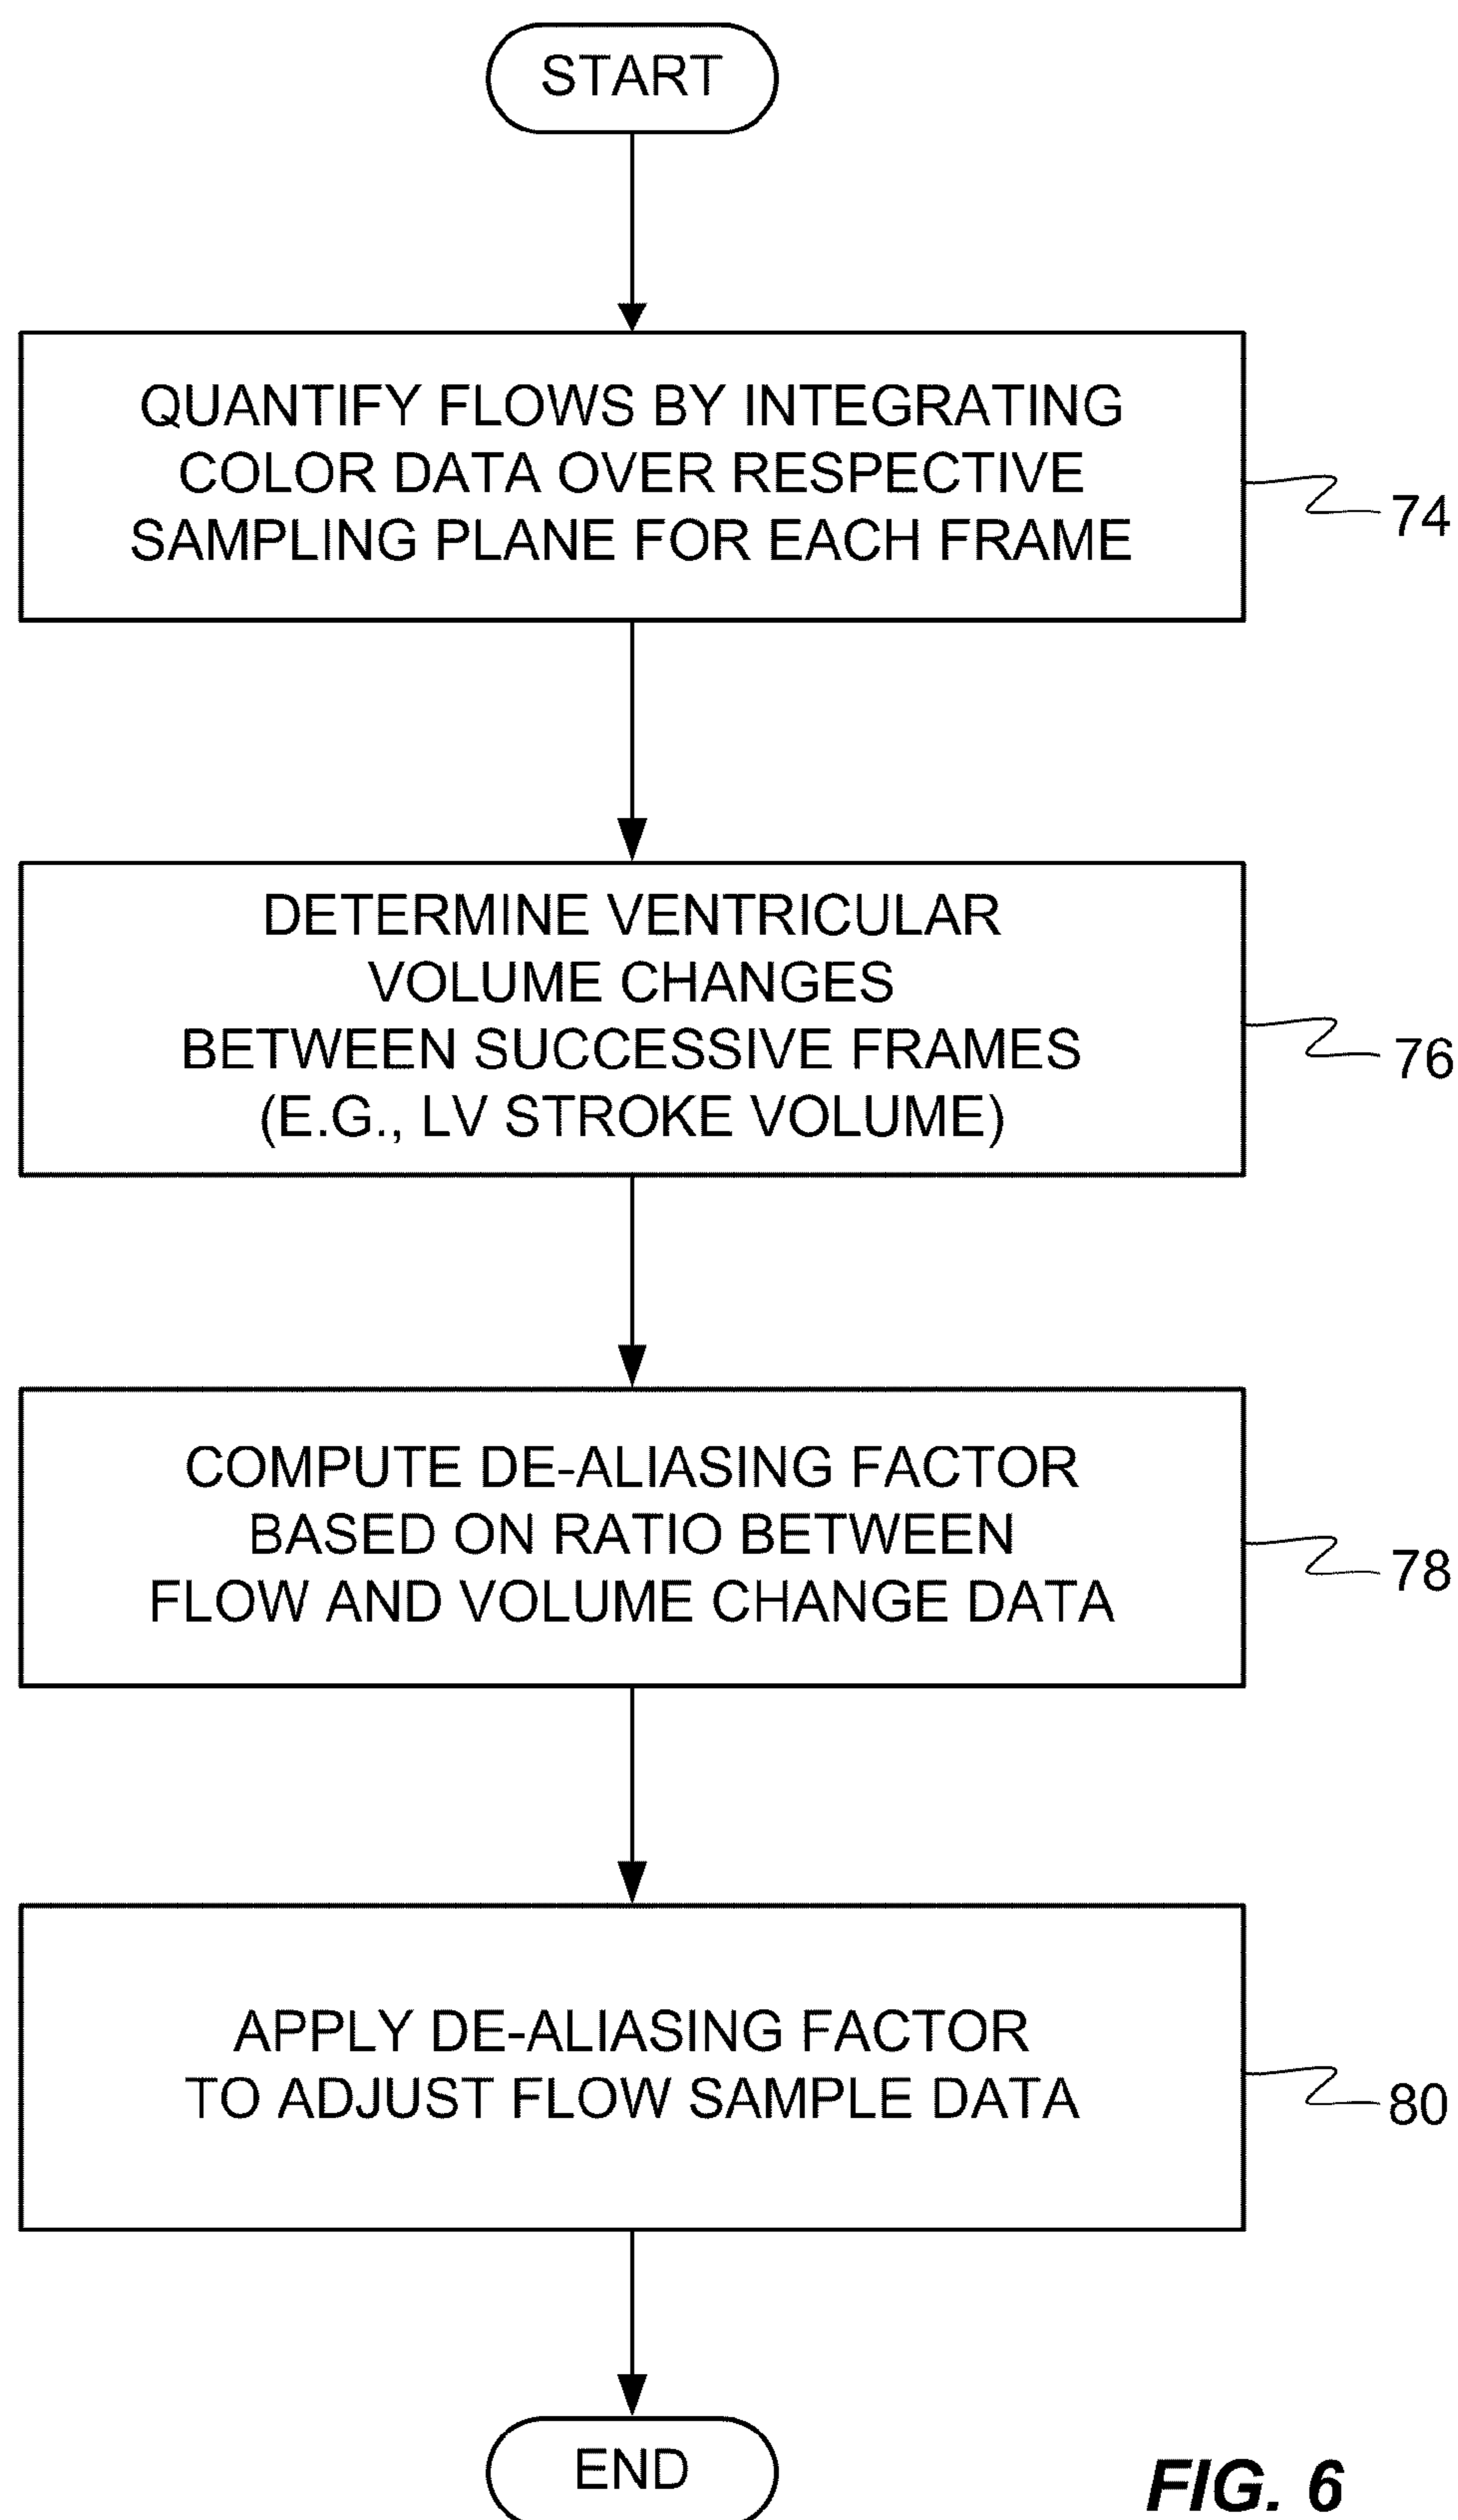 START
QUANTIFY FLOWS BY INTEGRATING
COLOR DATA OVER RESPECTIVE
SAMPLING PLANE FOR EACH FRAME
74
DETERMINE VENTRICULAR
VOLUME CHANGES
BETWEEN SUCCESSIVE FRAMES
(E.G., LV STROKE VOLUME)
76
COMPUTE DE-ALIASING FACTOR
BASED ON RATIO BETWEEN
FLOW AND VOLUME CHANGE DATA
78
APPLY DE-ALIASING FACTOR
TO ADJUST FLOW SAMPLE DATA
80
END
FIG. 6